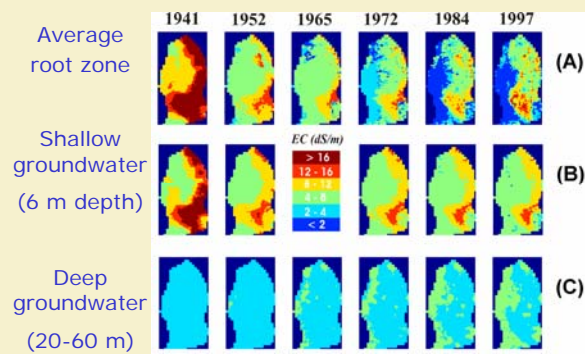 1941 1952 1965 1972 1984 1997
Average
root zone
(A)
Shallow
groundwater
(6 m depth)
EC (dS/m)
> 16
12 - 16
8 - 12
4 - 8
2 - 4
< 2
(B)
Deep
groundwater
(20-60 m)
(C)